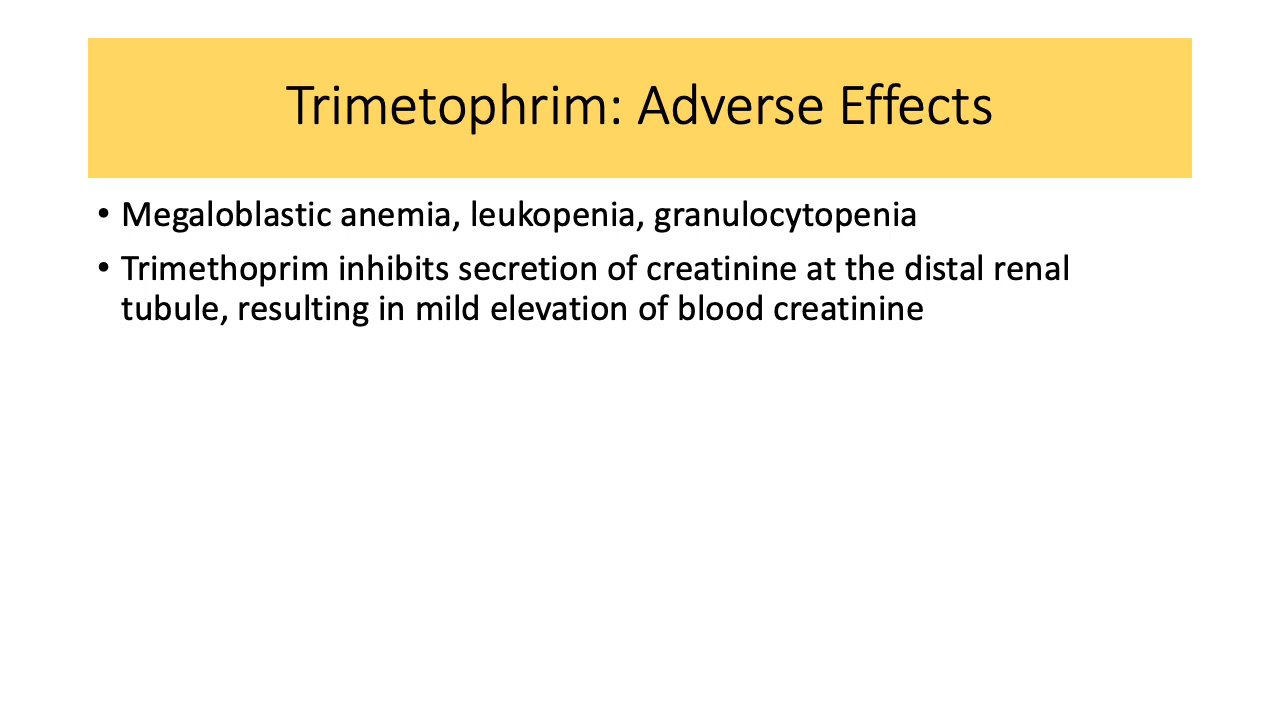 Trimetophrim: Adverse Effects
• Megaloblastic anemia, leukopenia, granulocytopenia
• Trimethoprim inhibits secretion of creatinine at the distal renal
tubule, resulting in mild elevation of blood creatinine